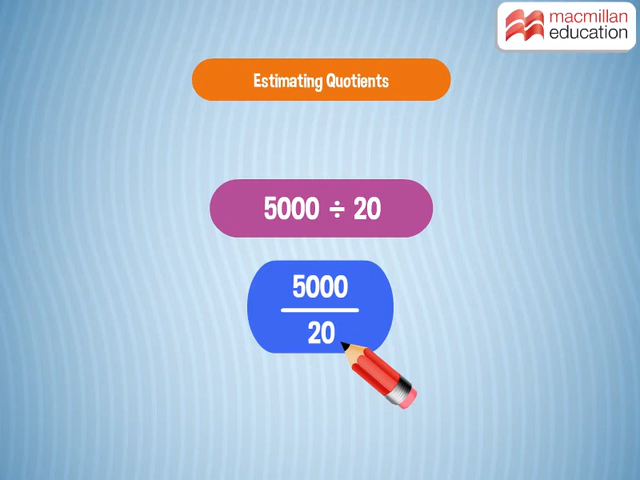 macmillan
education
Estimating Quotients
5000 ÷ 20
5000
20